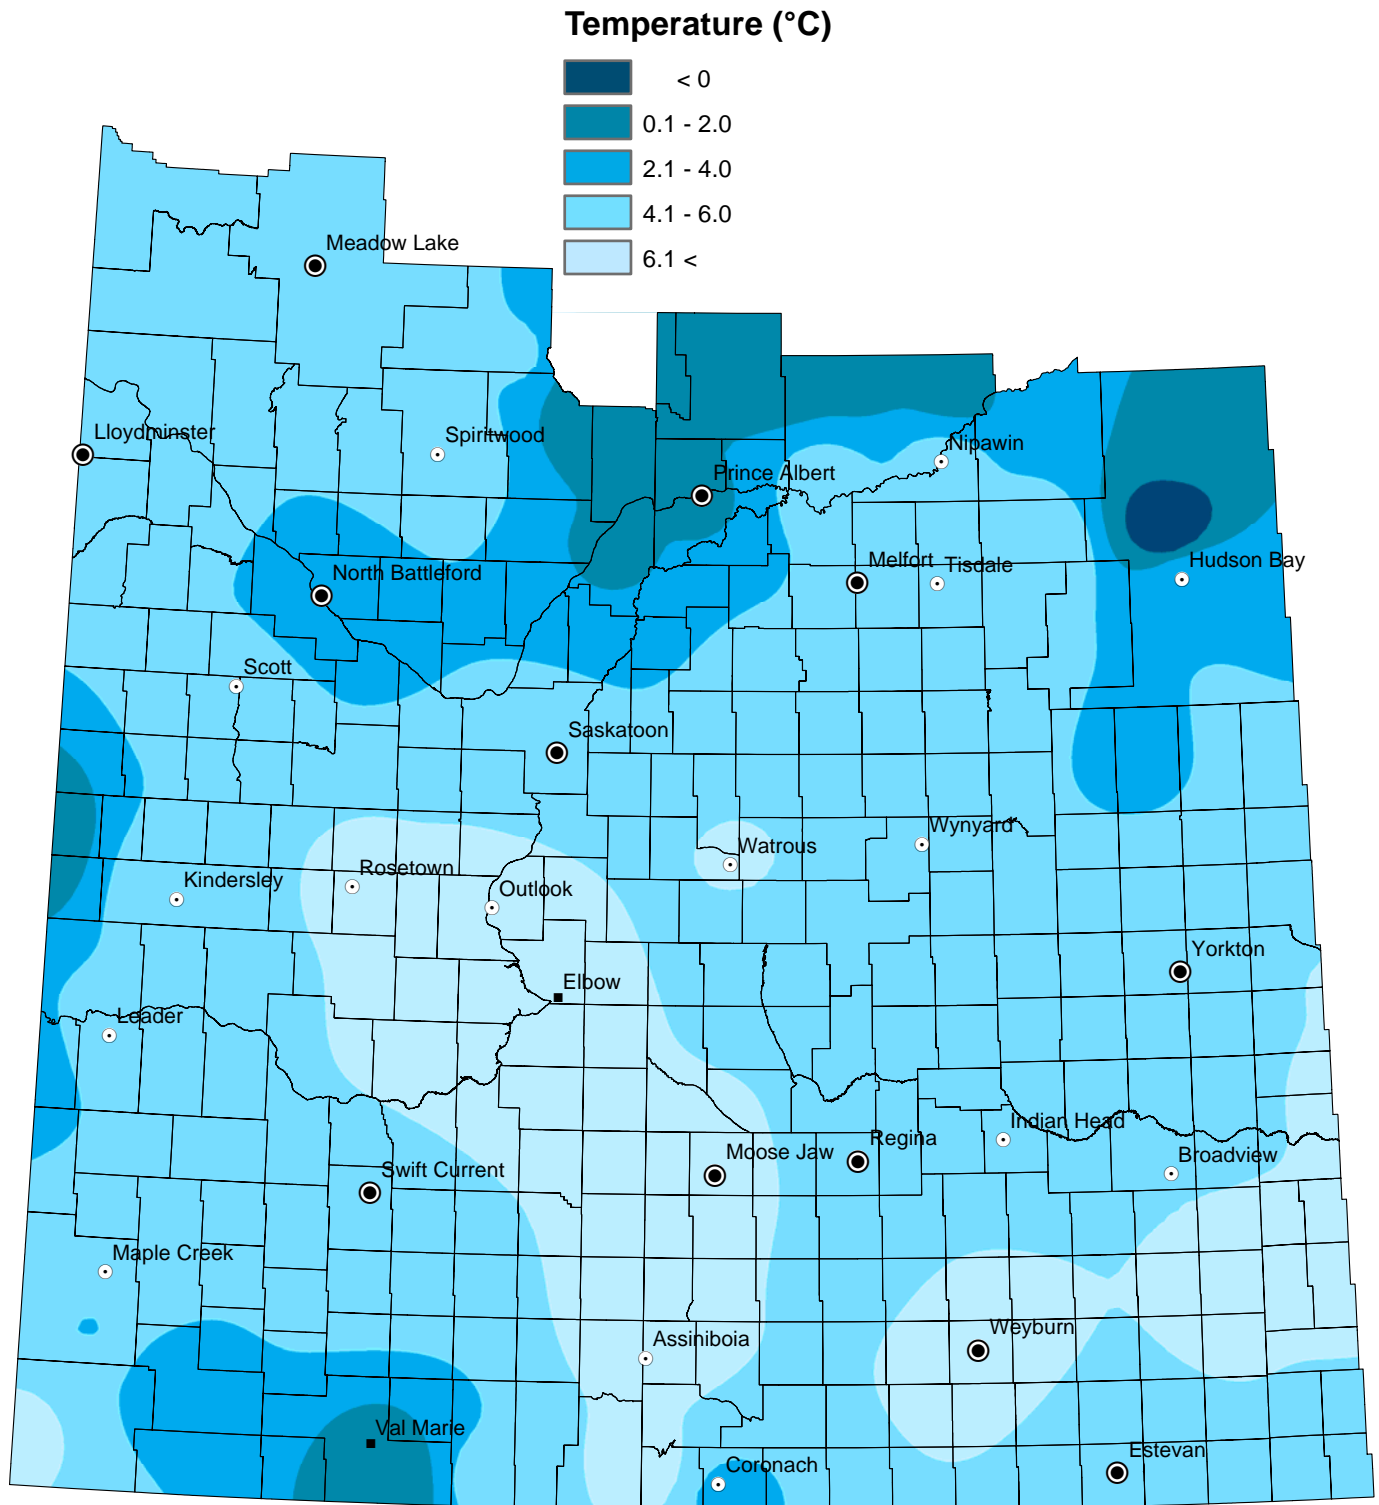 Temperature (°C)
< 0
0.1 - 2.0
2.1 - 4.0
4.1 - 6.0
6.1 <
Meadow Lake
Lloydminster
Spiritwood
Nipawin
Prince Albert
Melfort
Tisdale
Hudson Bay
North Battleford
Scott
Saskatoon
Wynyard
Watrous
Rosetown
Kindersley
Outlook
Yorkton
Elbow
Leader
Indian Head
Regina
Moose Jaw
Broadview
Swift Current
Maple Creek
Weyburn
Assiniboia
Val Marie
Estevan
Coronach